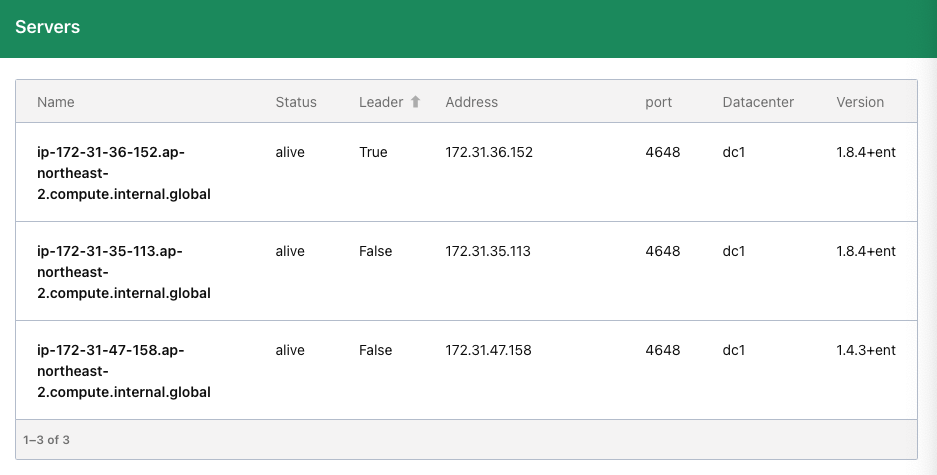 Servers
Name Status Leader Address port Datacenter Version
ip-172-31-36-152.ap- alive True 172.31.36.152 4648 dc1 1.8.4+ent
northeast-
2.compute.internal.global
ip-172-31-35-113.ap- alive False 172.31.35.113 4648 dc1 1.8.4+ent
northeast-
2.compute.internal.global
ip-172-31-47-158.ap- alive False 172.31.47.158 4648 dc1 1.4.3+ent
northeast-
2.compute.internal.global
1–3 of 3